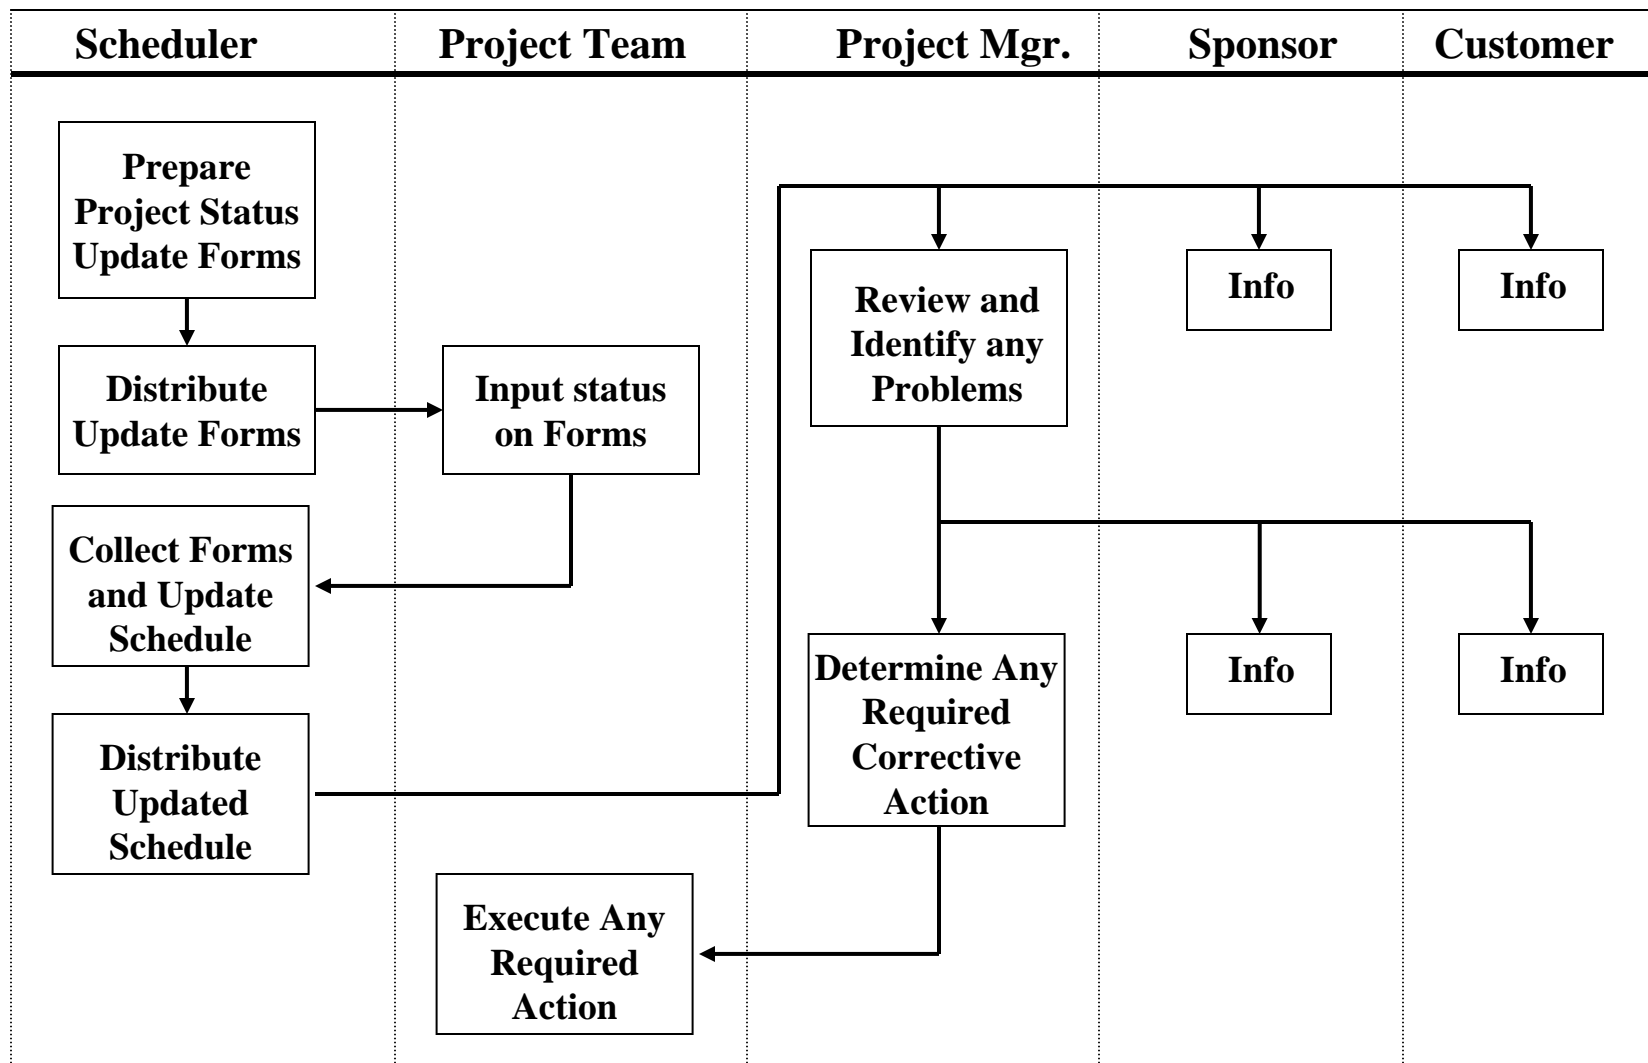 Scheduler
Project Team
Project Mgr.
Sponsor
Customer
Prepare
Project Status
Update Forms
Distribute
Update Forms
Input status
on Forms
Collect Forms
and Update
Schedule
Distribute
Updated
Schedule
Review and
Identify any
Problems
Info
Info
Determine Any
Required
Corrective
Action
Info
Info
Execute Any
Required
Action